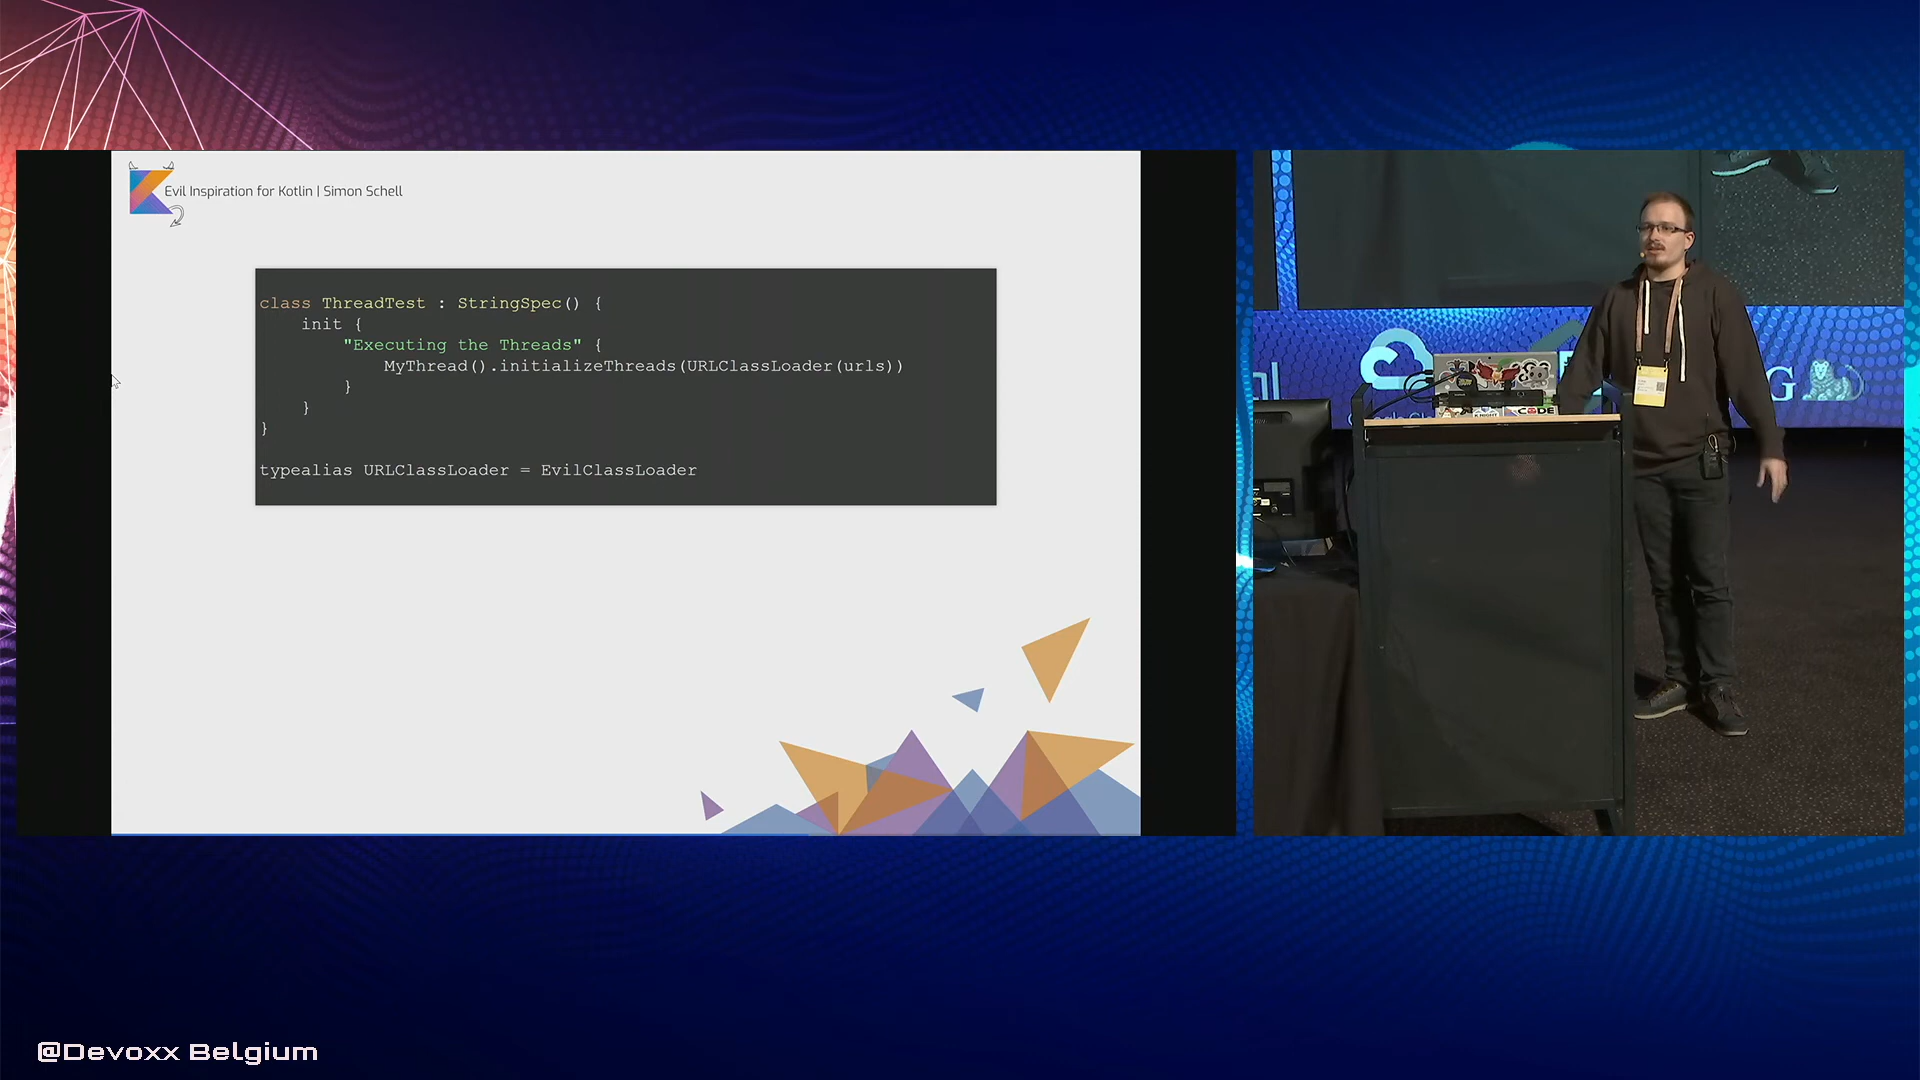 Evil Inspiration for Kotlin | Simon Schell
class ThreadTest : StringSpec() {
init {
"Executing the Threads" {
MyThread().initializeThreads(URLClassLoader(urls))
}
}
}
typealias URLClassLoader = EvilClassLoader
CODE
@Devoxx Belgium